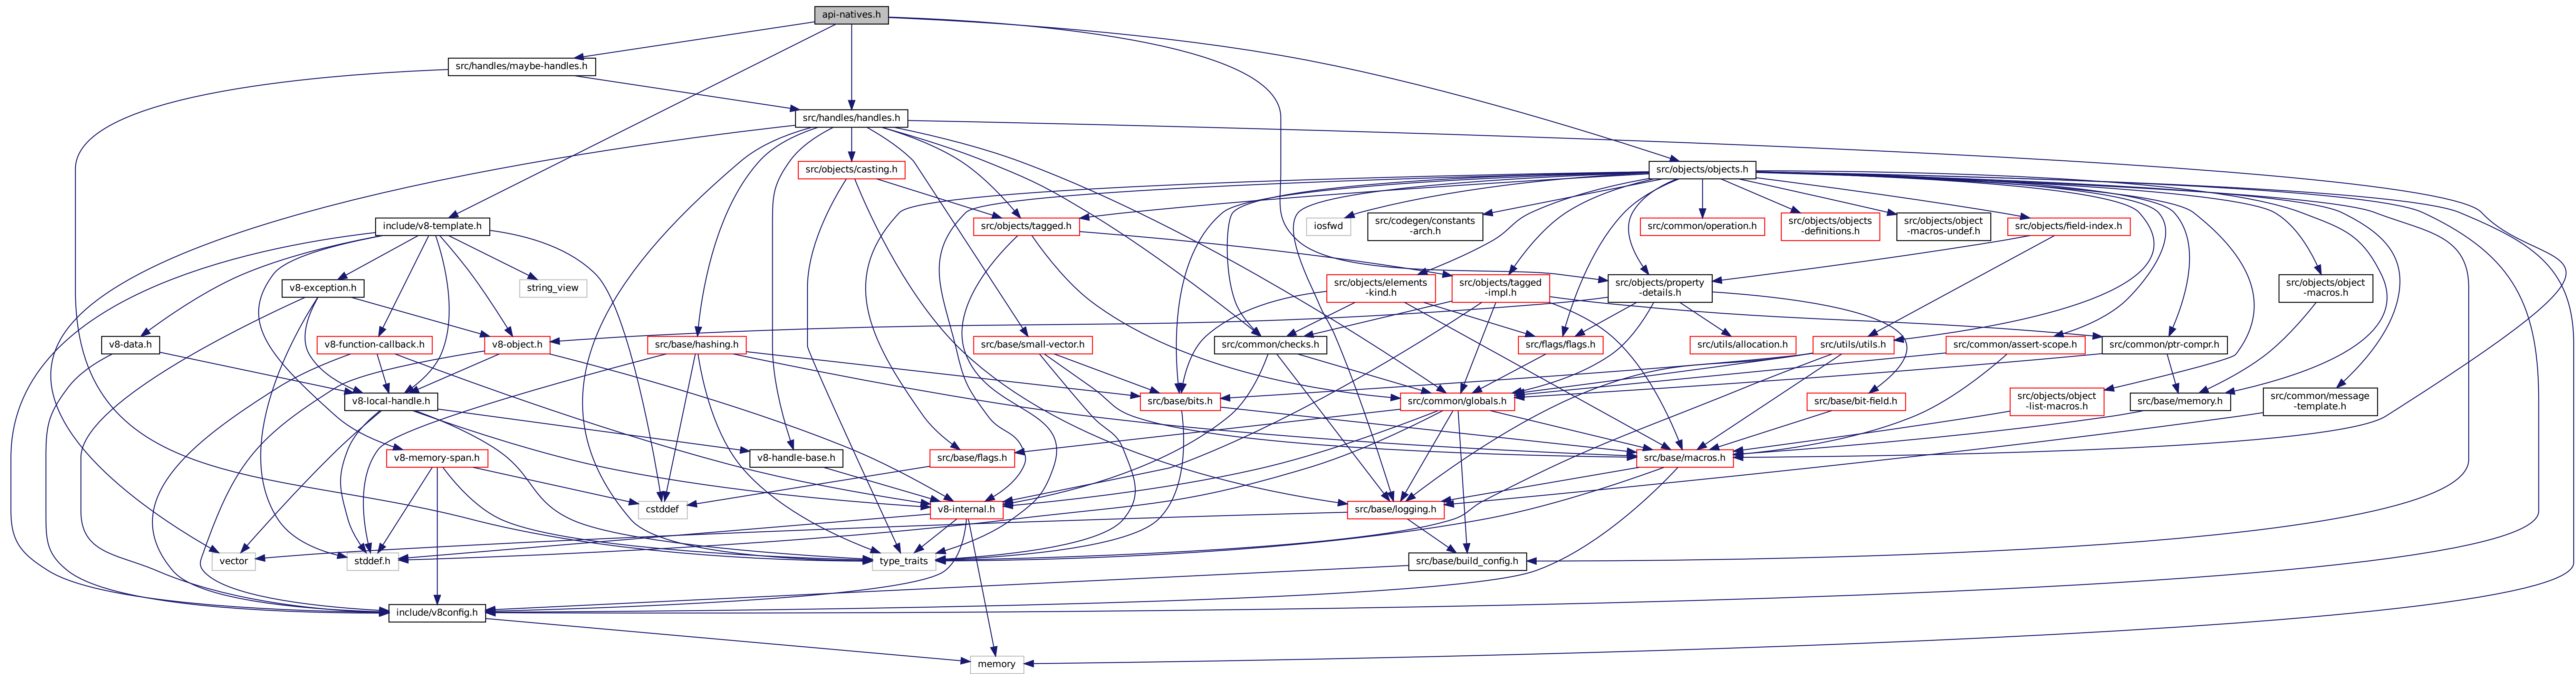 api-natives.h
src/handles/maybe-handles.h
src/handles/handles.h
src/objects/casting.h
src/objects/objects.h
include/v8-template.h
src/objects/tagged.h
iosfwd
src/codegen/constants
-arch.h
src/common/operation.h
src/objects/objects
-definitions.h
src/objects/object
-macros-undef.h
src/objects/field-index.h
v8-exception.h
string_view
src/objects/elements
-kind.h
src/objects/tagged
-impl.h
src/objects/property
-details.h
src/objects/object
-macros.h
v8-data.h
v8-function-callback.h
v8-object.h
src/base/hashing.h
src/base/small-vector.h
src/common/checks.h
src/flags/flags.h
src/utils/allocation.h
src/utils/utils.h
src/common/assert-scope.h
src/common/ptr-compr.h
v8-local-handle.h
src/base/bits.h
src/common/globals.h
src/base/bit-field.h
src/objects/object
-list-macros.h
src/base/memory.h
src/common/message
-template.h
v8-memory-span.h
v8-handle-base.h
src/base/flags.h
src/base/macros.h
cstddef
v8-internal.h
src/base/logging.h
vector
stddef.h
type_traits
src/base/build_config.h
include/v8config.h
memory